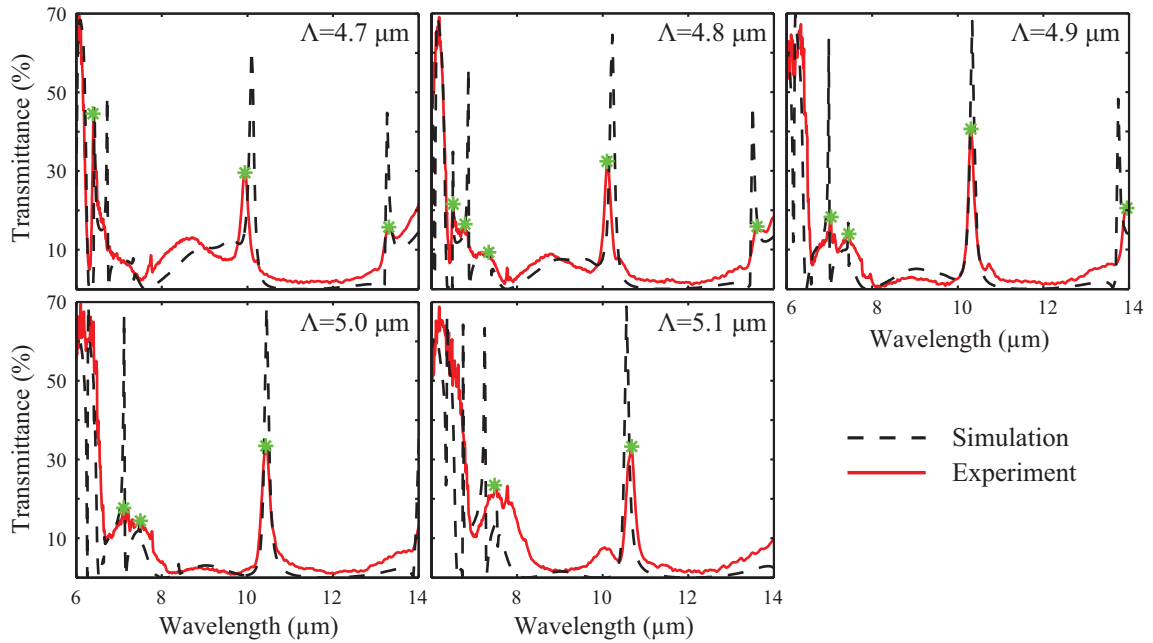 Transmittance (%)
70
50
30
10
Λ=4.7 µm
Λ=4.8 µm
Λ=4.9 µm
6 8 10 12 14
Wavelength (µm)
Transmittance (%)
70
50
30
10
Λ=5.0 µm
Λ=5.1 µm
6 8 10 12 14
6 8 10 12 14
Wavelength (µm)
Wavelength (µm)
Simulation
Experiment